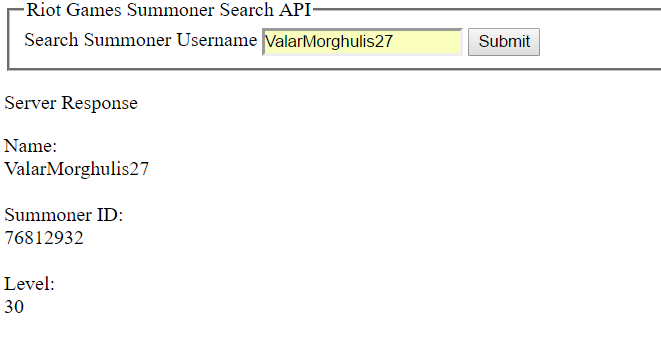 Riot Games Summoner Search API
Search Summoner Username ValarMorghulis27 Submit
Server Response
Name:
ValarMorghulis27
Summoner ID:
76812932
Level:
30